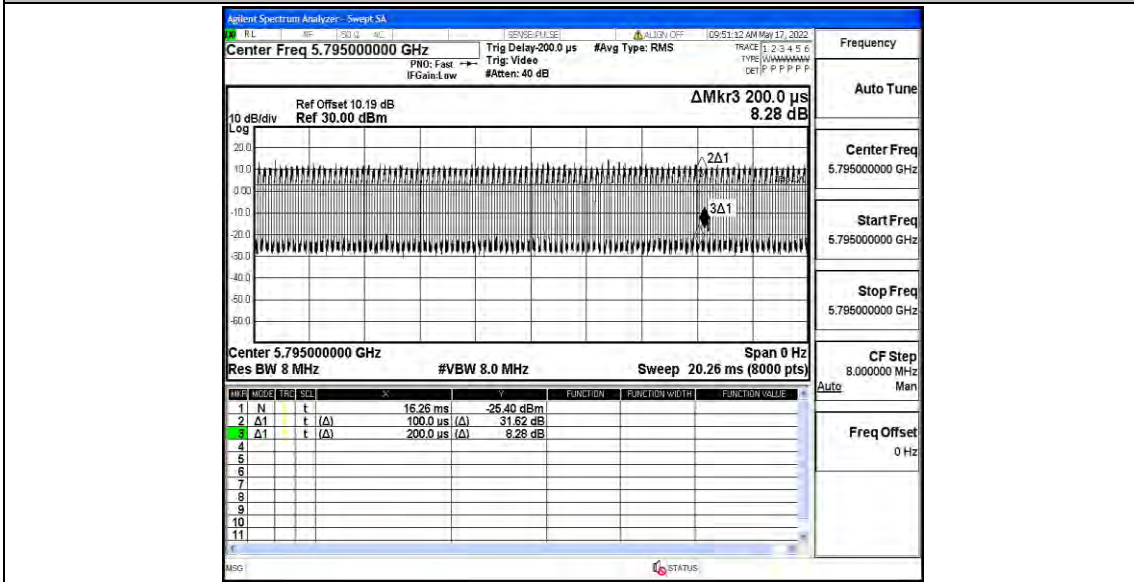 Agilent Spectrum Analyzer - Swept SA
RL RF 50 Ω AC SENSE:PULSE ALIGN OFF 09:51:12 AM May 17, 2022
Center Freq 5.795000000 GHz
PNO: Fast
IFGain:Low
Trig Delay-200.0 µs
Trig: Video
#Atten: 40 dB
#Avg Type: RMS
TRACE 1 2 3 4 5 6
TYPE WWWWWW
DET P P P P P P
ΔMkr3 200.0 µs
8.28 dB
Ref Offset 10.19 dB
10 dB/div Ref 30.00 dBm
Log
20.0
10.0
0.00
-10.0
-20.0
-30.0
-40.0
-50.0
-60.0
2Δ1
3Δ1
Center 5.795000000 GHz Span 0 Hz
Res BW 8 MHz #VBW 8.0 MHz Sweep 20.26 ms (8000 pts)
MKR MODE TRC SCL X Y FUNCTION FUNCTION WIDTH FUNCTION VALUE
1 N t 16.26 ms -25.40 dBm
2 Δ1 t (Δ) 100.0 µs (Δ) 31.62 dB
3 Δ1 t (Δ) 200.0 µs (Δ) 8.28 dB
4
5
6
7
8
9
10
11
MSG STATUS
Frequency
Auto Tune
Center Freq
5.795000000 GHz
Start Freq
5.795000000 GHz
Stop Freq
5.795000000 GHz
CF Step
8.000000 MHz
Auto Man
Freq Offset
0 Hz